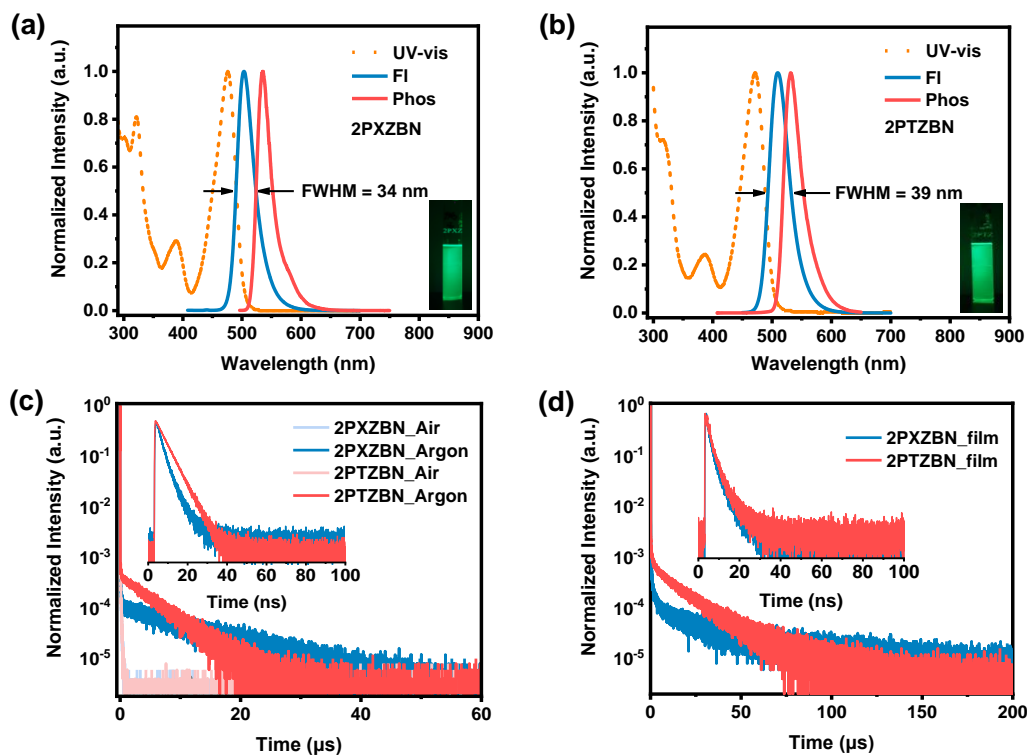 (a)
Normalized Intensity (a.u.)
1.0
0.8
0.6
0.4
0.2
0.0
UV-vis
Fl
Phos
2PXZBN
FWHM = 34 nm
2PXZ
300 400 500 600 700 800 900
Wavelength (nm)
(b)
Normalized Intensity (a.u.)
1.0
0.8
0.6
0.4
0.2
0.0
UV-vis
Fl
Phos
2PTZBN
FWHM = 39 nm
2PTZ
300 400 500 600 700 800 900
Wavelength (nm)
(c)
Normalized Intensity (a.u.)
10⁰
10⁻¹
10⁻²
10⁻³
10⁻⁴
10⁻⁵
2PXZBN_Air
2PXZBN_Argon
2PTZBN_Air
2PTZBN_Argon
0 20 40 60 80 100
Time (ns)
0 20 40 60
Time (µs)
(d)
Normalized Intensity (a.u.)
10⁰
10⁻¹
10⁻²
10⁻³
10⁻⁴
10⁻⁵
2PXZBN_film
2PTZBN_film
0 20 40 60 80 100
Time (ns)
0 50 100 150 200
Time (µs)